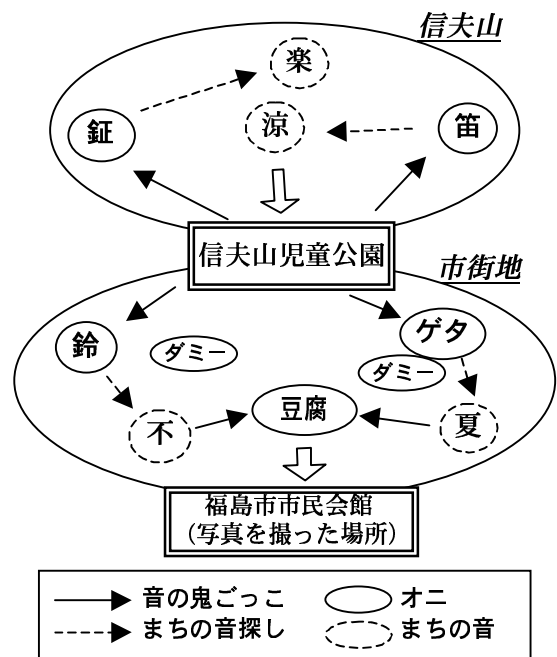 信夫山
楽
鉦
涼
笛
信夫山児童公園
市街地
鈴
ダミー
ゲタ
ダミー
不
豆腐
夏
福島市市民会館
（写真を撮った場所）
音の鬼ごっこ
オニ
まちの音探し
まちの音